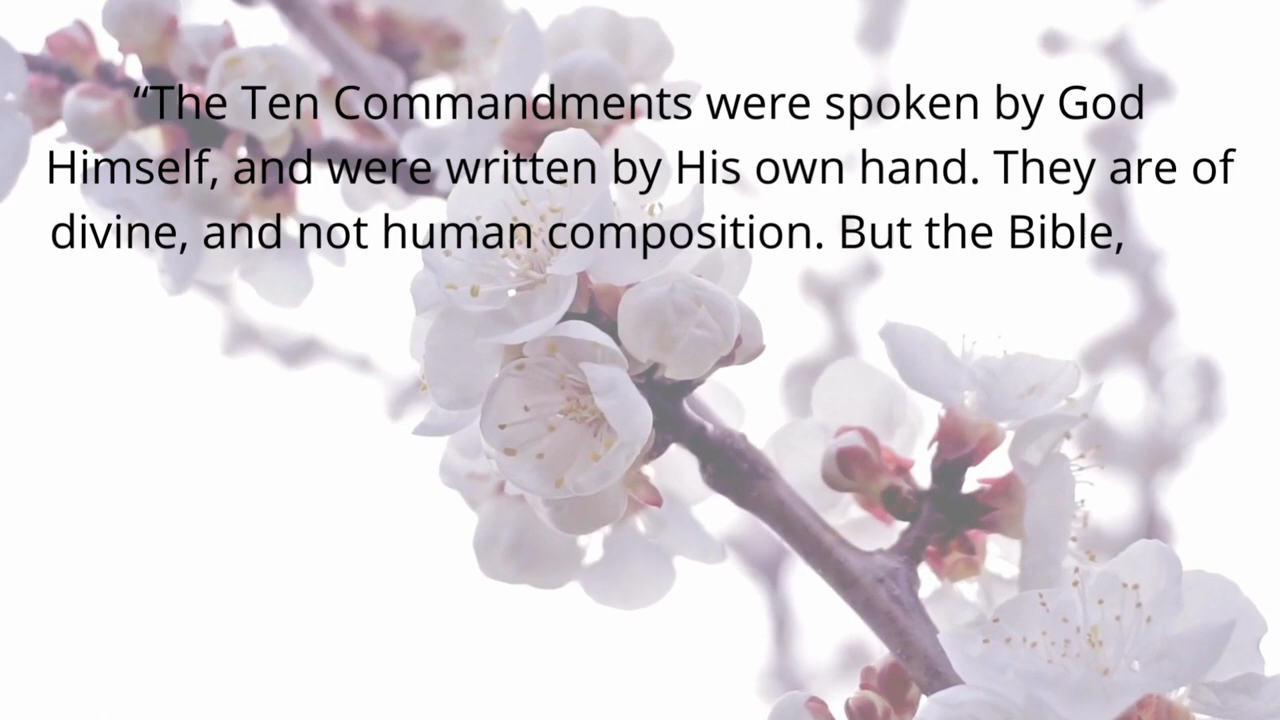 “The Ten Commandments were spoken by God
Himself, and were written by His own hand. They are of
divine, and not human composition. But the Bible,